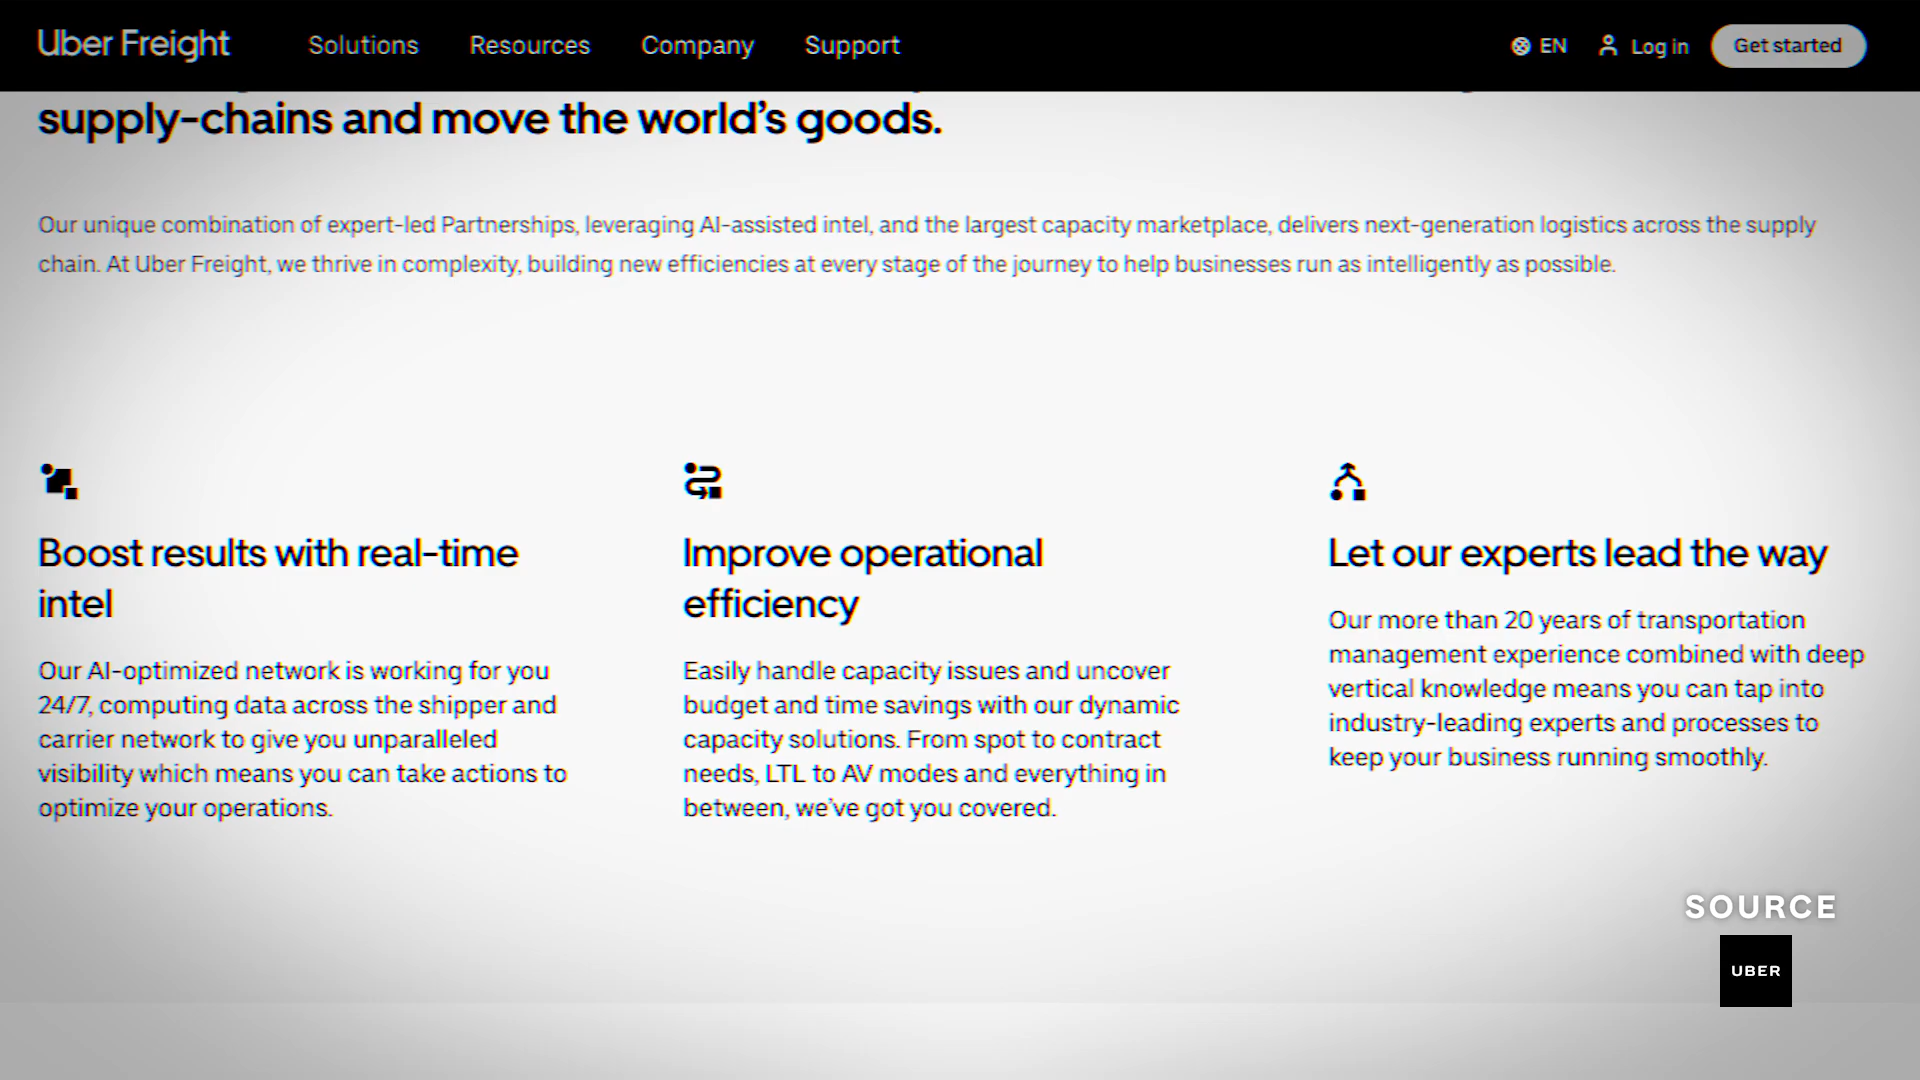 Uber Freight
Solutions
Resources
Company
Support
EN
Log in
Get started
supply-chains and move the world's goods.
Our unique combination of expert-led Partnerships, leveraging AI-assisted intel, and the largest capacity marketplace, delivers next-generation logistics across the supply
chain. At Uber Freight, we thrive in complexity, building new efficiencies at every stage of the journey to help businesses run as intelligently as possible.
Boost results with real-time
intel
Our AI-optimized network is working for you
24/7, computing data across the shipper and
carrier network to give you unparalleled
visibility which means you can take actions to
optimize your operations.
Improve operational
efficiency
Easily handle capacity issues and uncover
budget and time savings with our dynamic
capacity solutions. From spot to contract
needs, LTL to AV modes and everything in
between, we've got you covered.
Let our experts lead the way
Our more than 20 years of transportation
management experience combined with deep
vertical knowledge means you can tap into
industry-leading experts and processes to
keep your business running smoothly.
SOURCE
UBER